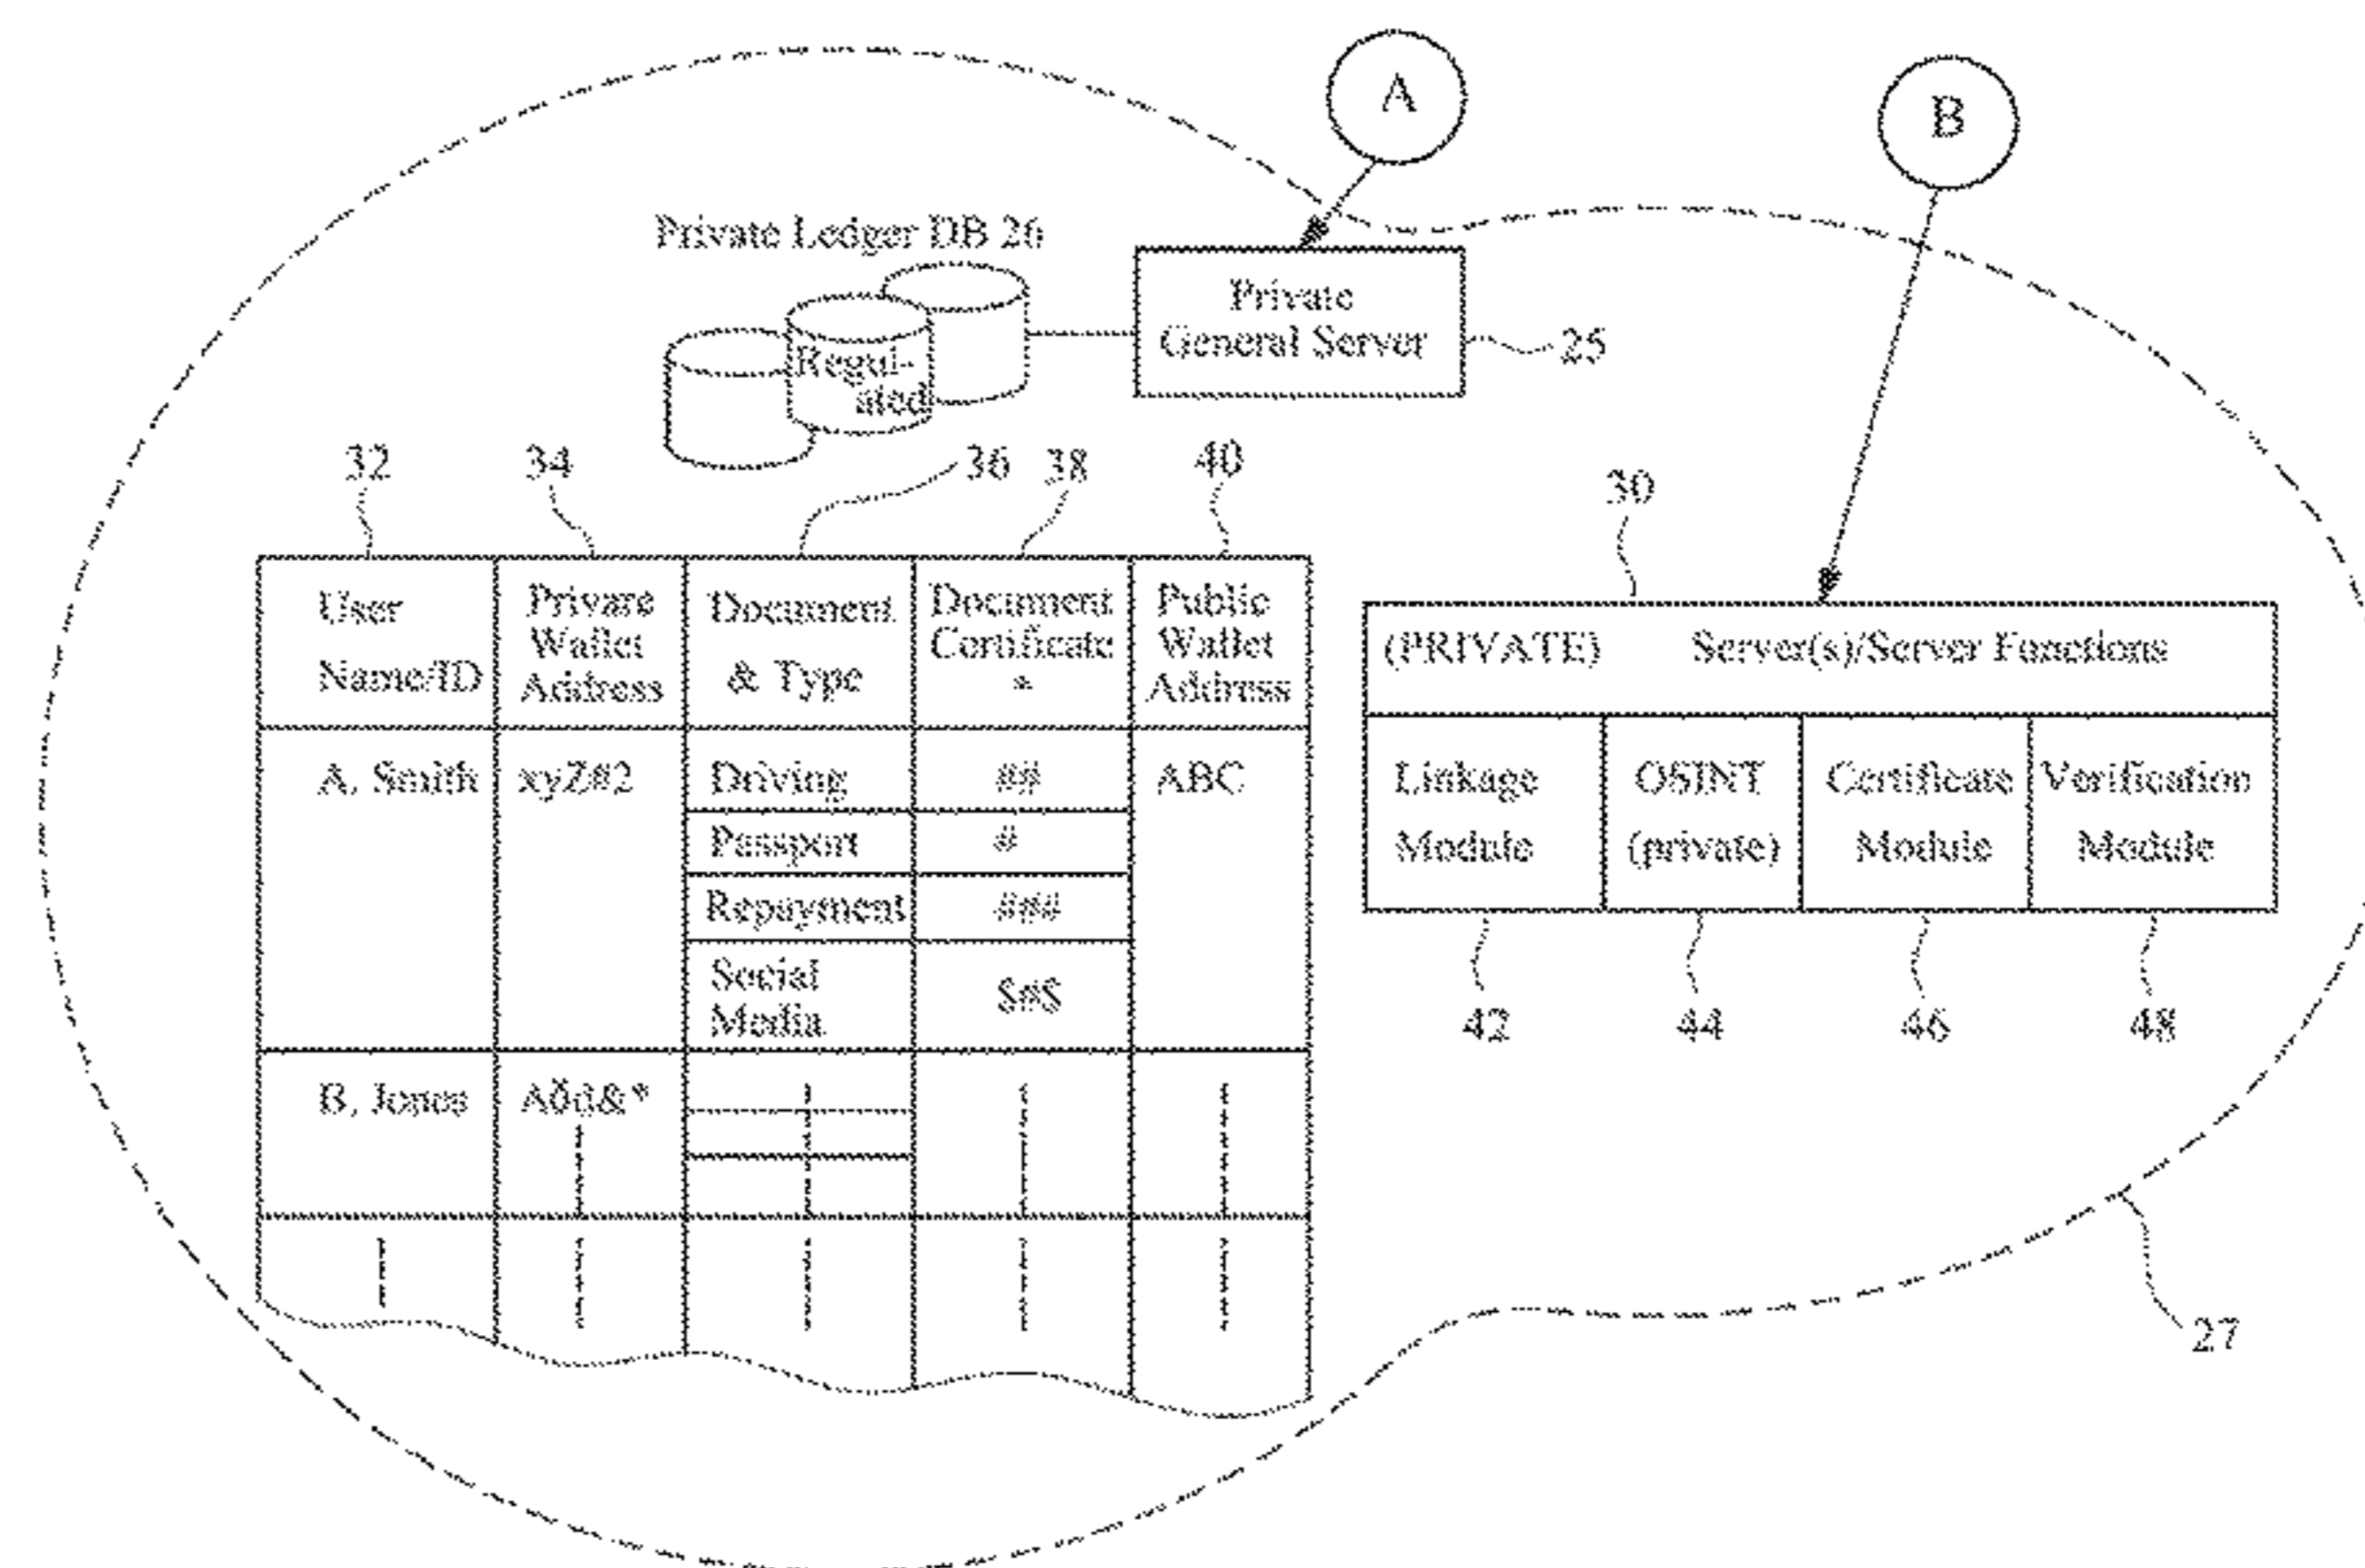 A
B
Private Ledger DB 26
Private
General Server
25
Regul-
ated
32
34
36
38
40
30
User
Name/ID
Private
Wallet
Address
Document
& Type
Document
Certificate
*
Public
Wallet
Address
(PRIVATE) Server(s)/Server Functions
A. Smith
xyZ#2
Driving
##
ABC
Passport
#
Repayment
###
Social
Media
$#$
Linkage
Module
OSINT
(private)
Certificate
Module
Verification
Module
42
44
46
48
B. Jones
27